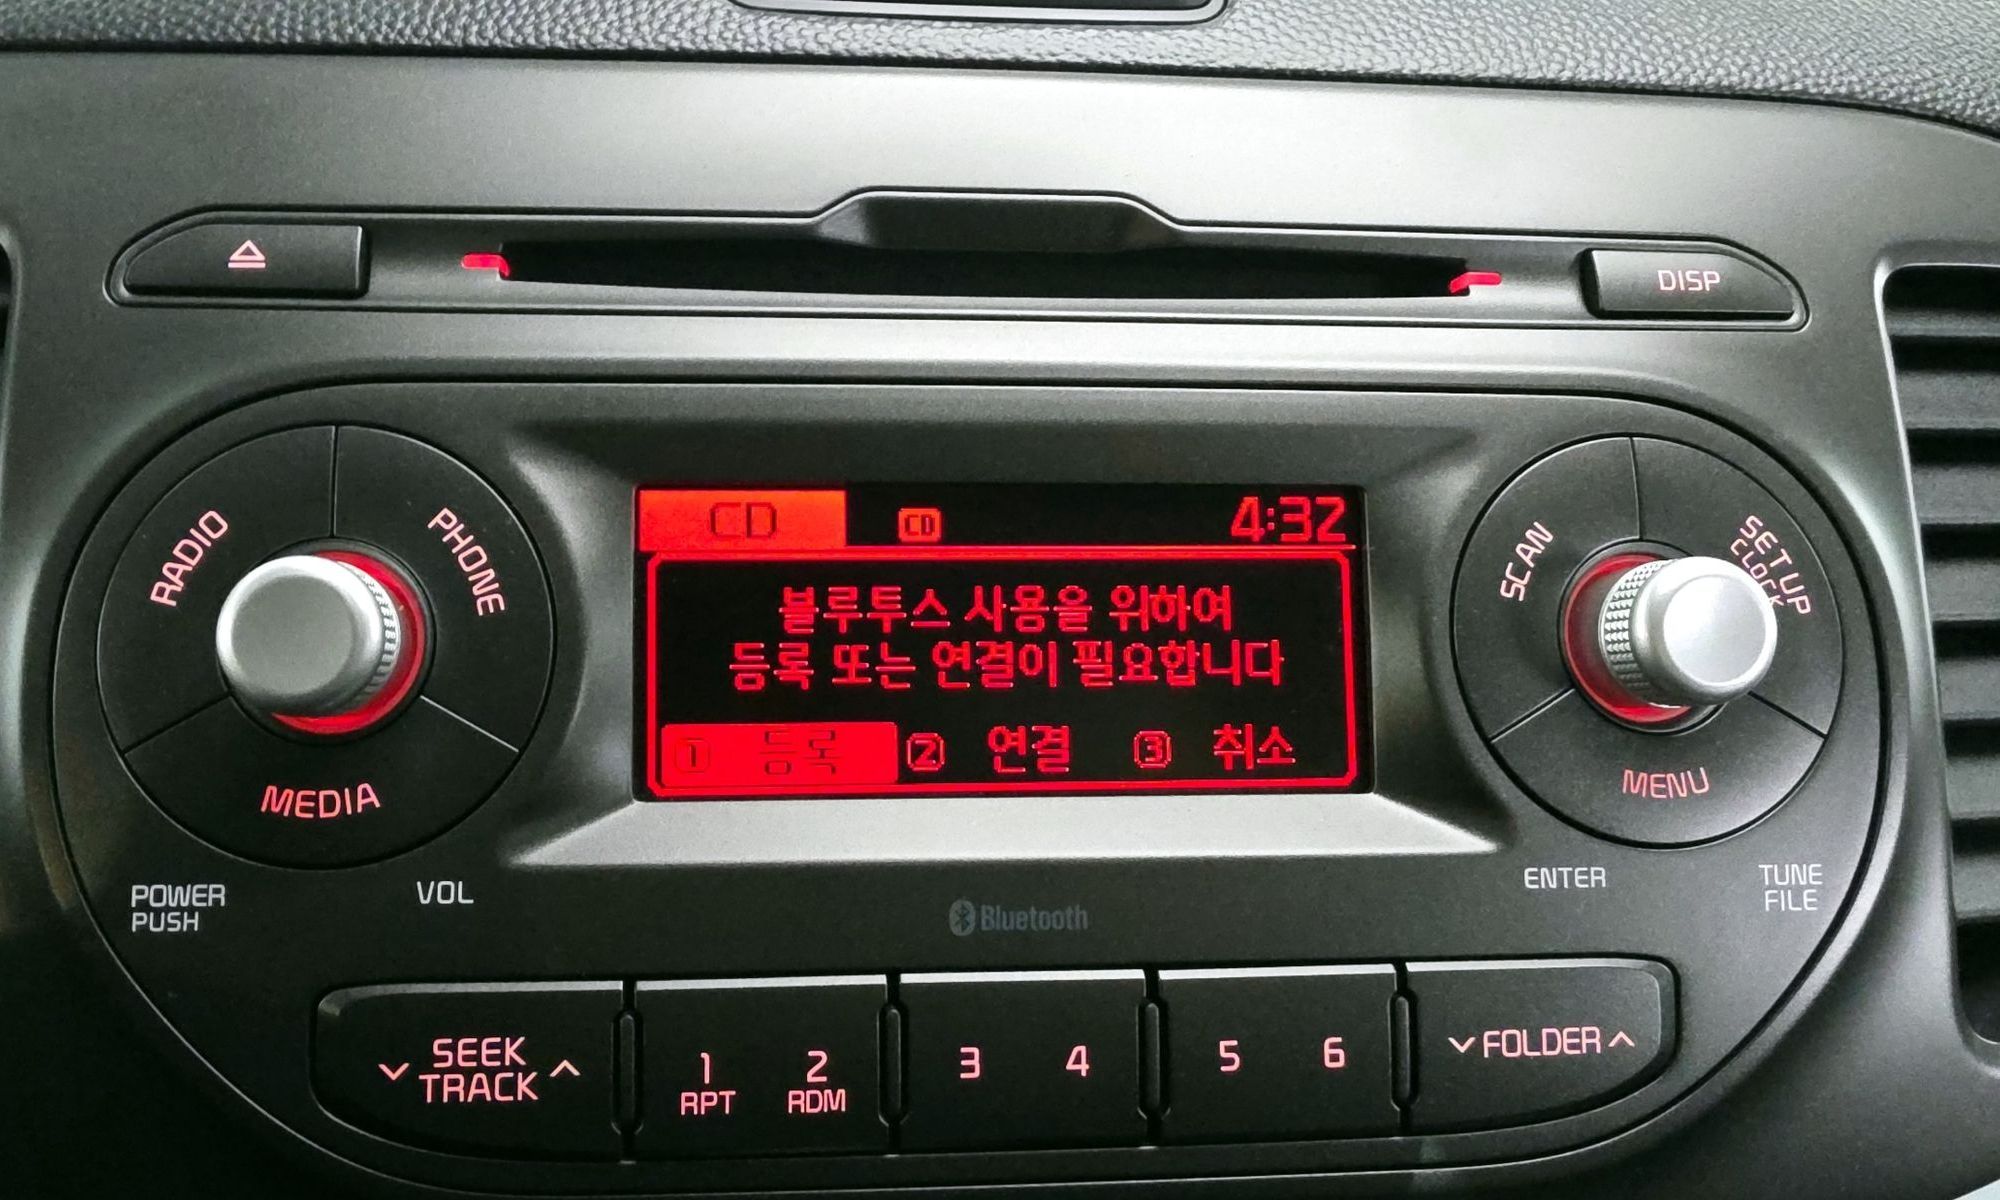 DISP
RADIO
PHONE
MEDIA
POWER
PUSH
VOL
CD
CD
4:32
블루투스 사용을 위하여
등록 또는 연결이 필요합니다
1 등록 2 연결 3 취소
SCAN
SETUP
CLOCK
MENU
ENTER
TUNE
FILE
Bluetooth
SEEK
TRACK
1
RPT
2
RDM
3 4
5 6
FOLDER